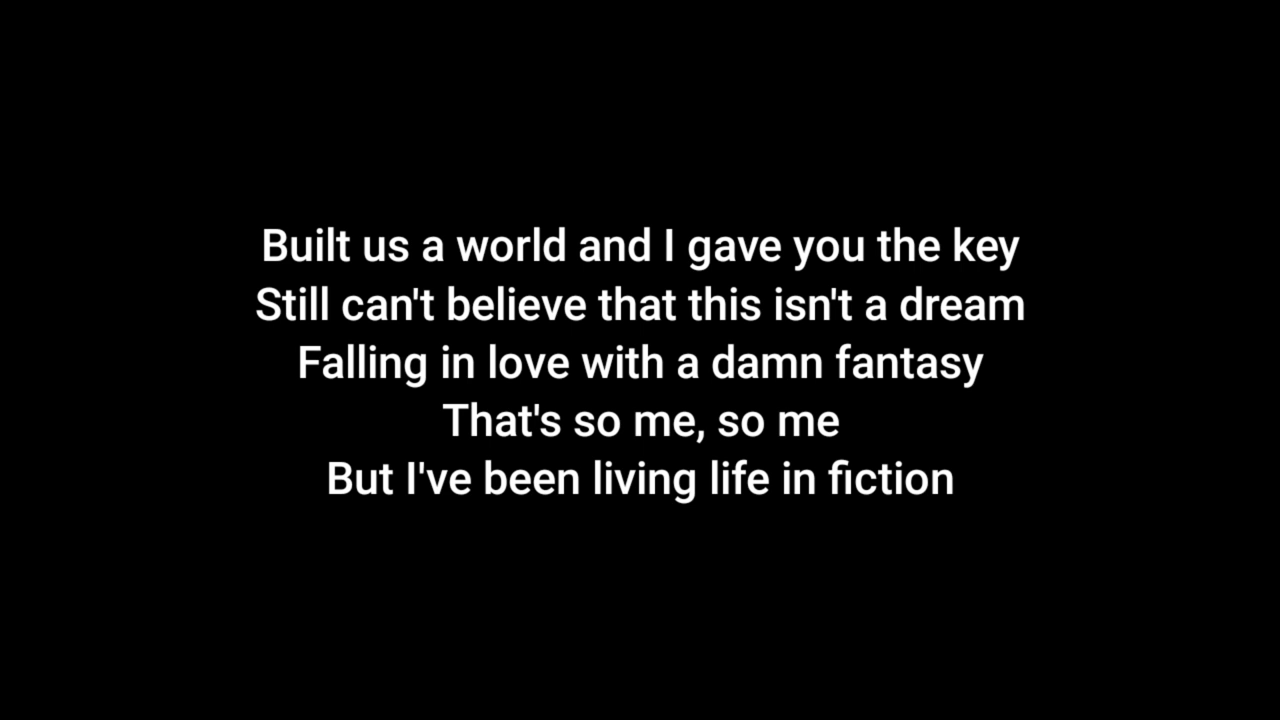 Built us a world and I gave you the key
Still can't believe that this isn't a dream
Falling in love with a damn fantasy
That's so me, so me
But I've been living life in fiction